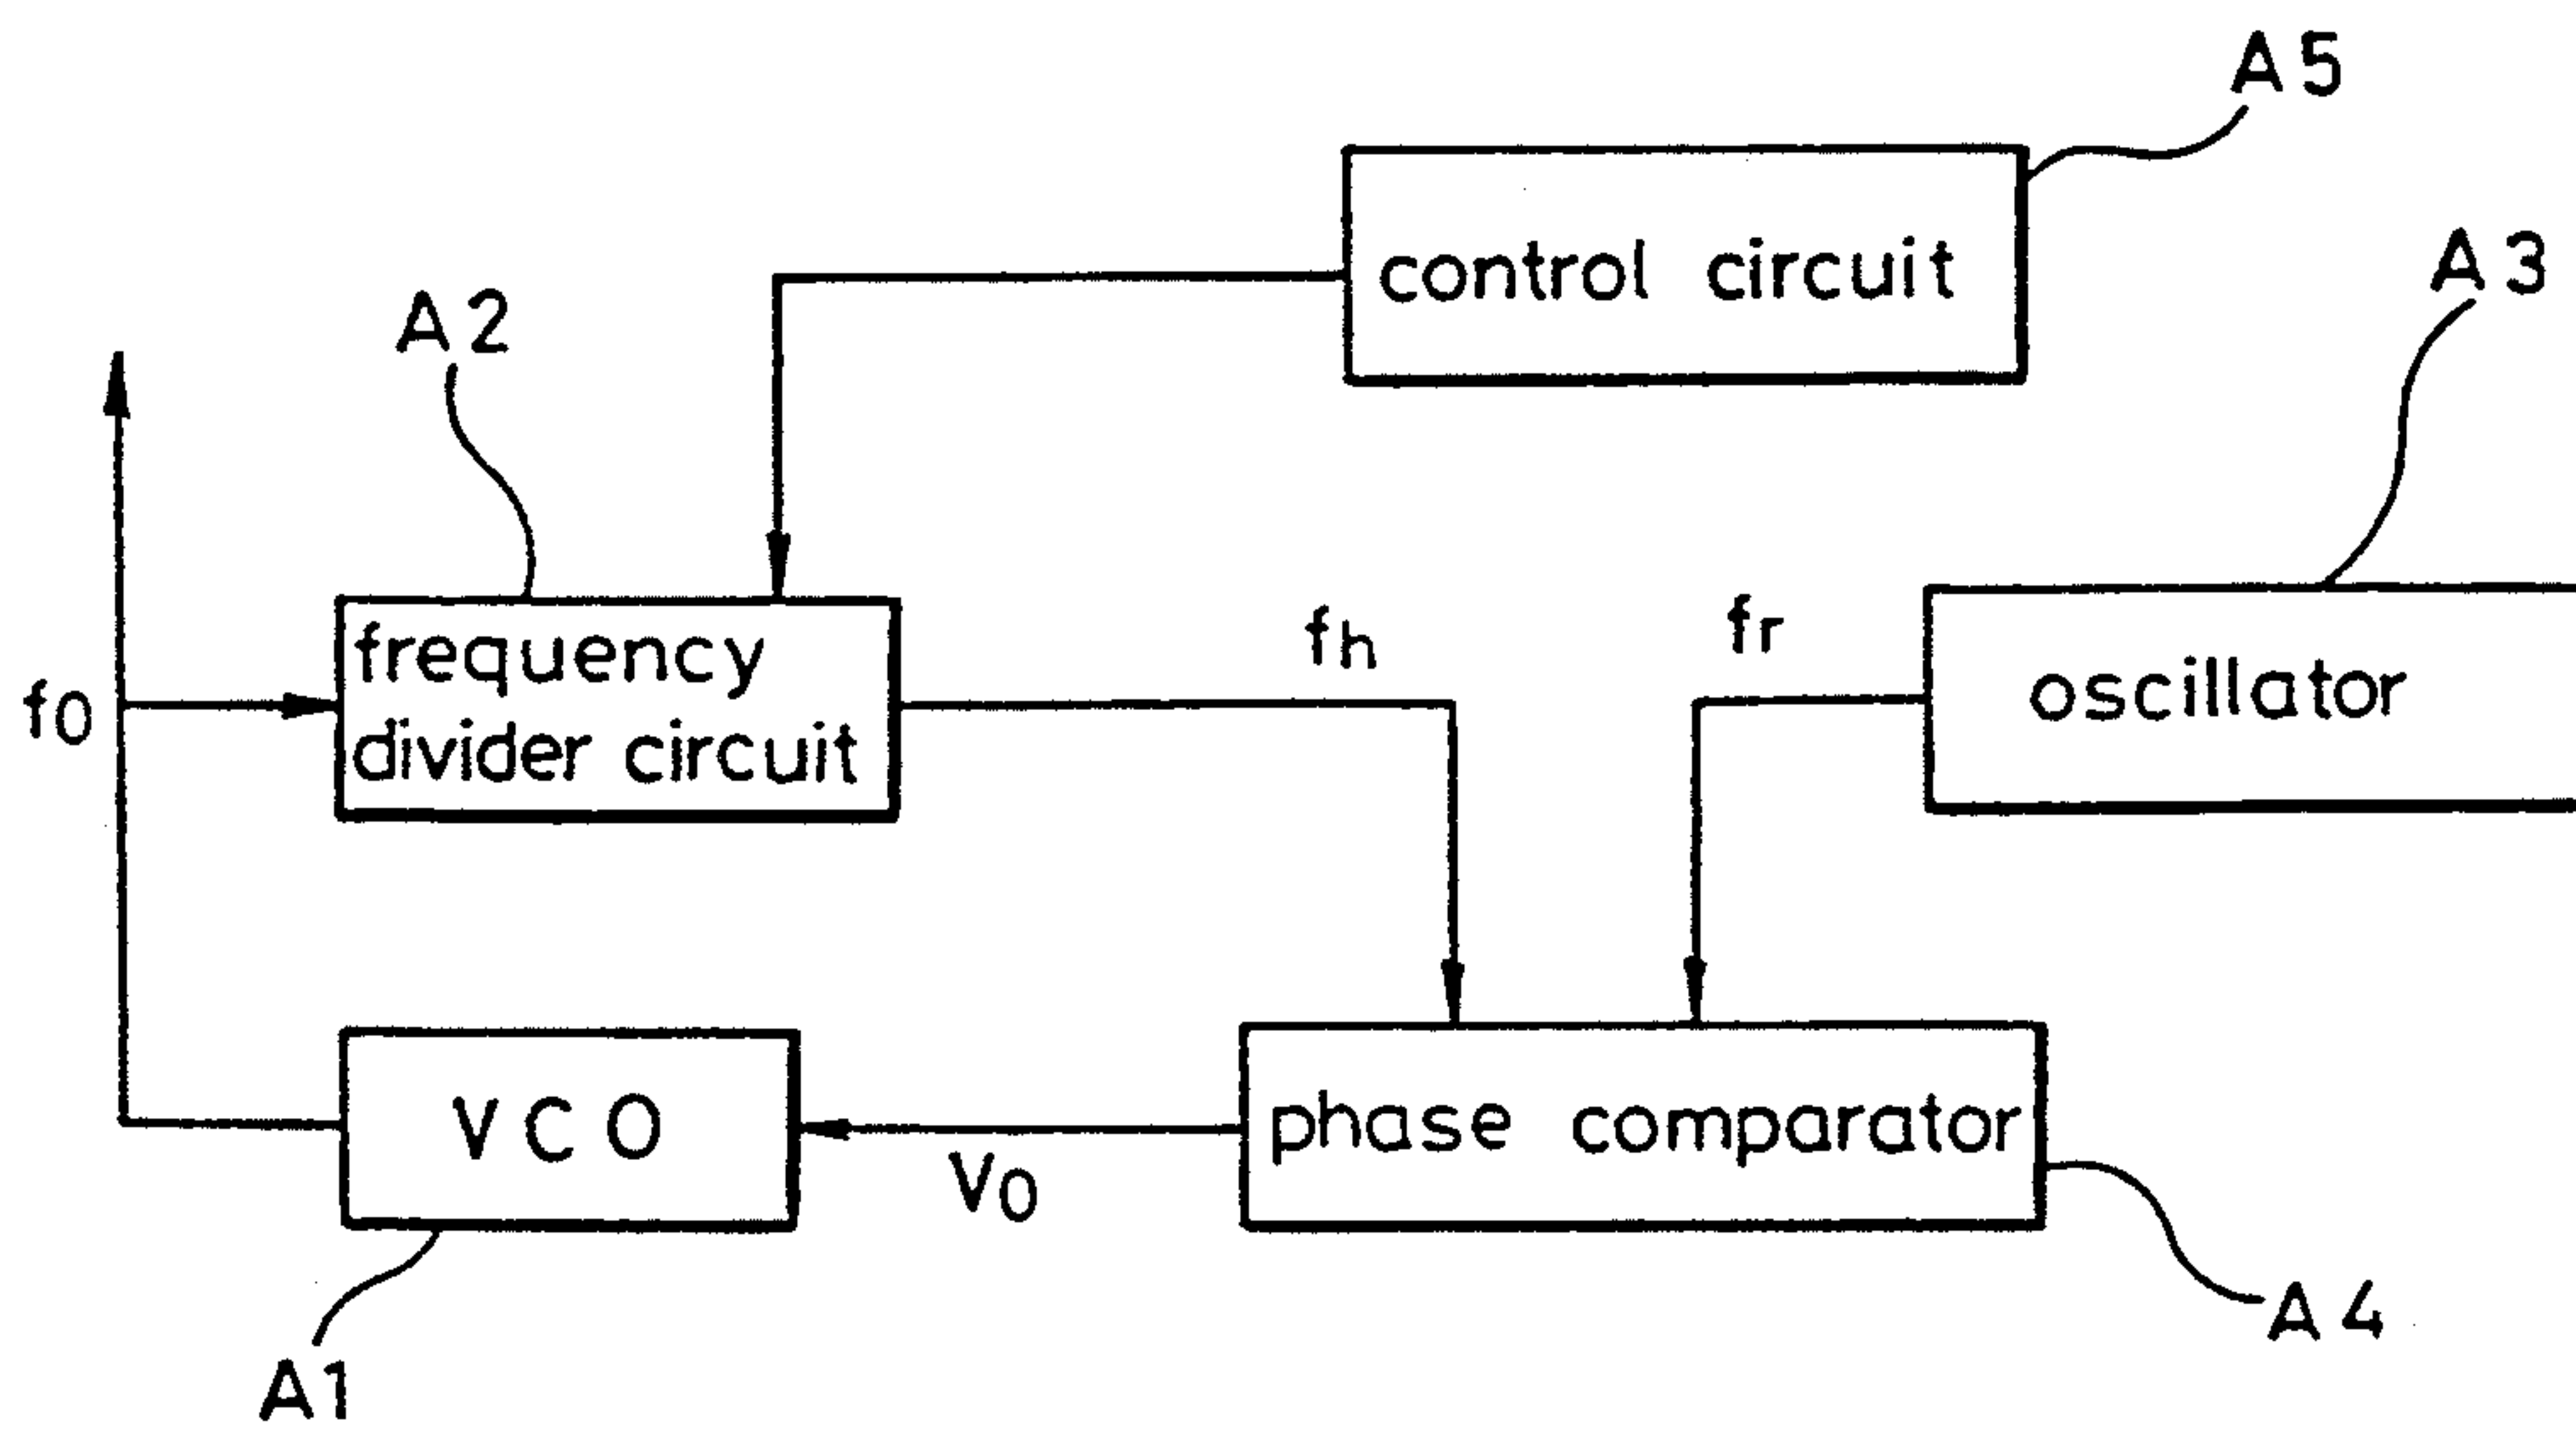 A5
control circuit
A3
A2
frequency
divider circuit
fh
fr
oscillator
f0
VCO
V0
phase comparator
A4
A1